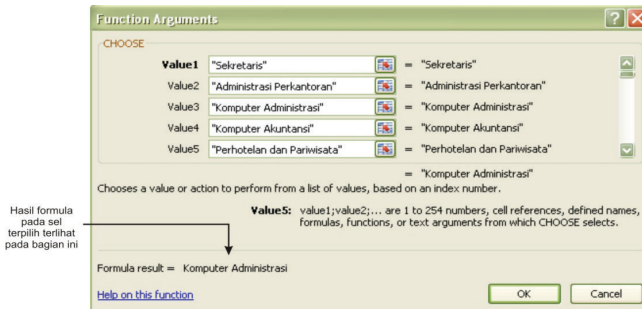 Function Arguments
CHOOSE
Value1 "Sekretaris" = "Sekretaris"
Value2 "Administrasi Perkantoran" = "Administrasi Perkantoran"
Value3 "Komputer Administrasi" = "Komputer Administrasi"
Value4 "Komputer Akuntansi" = "Komputer Akuntansi"
Value5 "Perhotelan dan Pariwisata" = "Perhotelan dan Pariwisata"
= "Komputer Administrasi"
Chooses a value or action to perform from a list of values, based on an index number.
Value5: value1;value2;... are 1 to 254 numbers, cell references, defined names,
formulas, functions, or text arguments from which CHOOSE selects.
Hasil formula
pada sel
terpilih terlihat
pada bagian ini
Formula result = Komputer Administrasi
Help on this function
OK Cancel